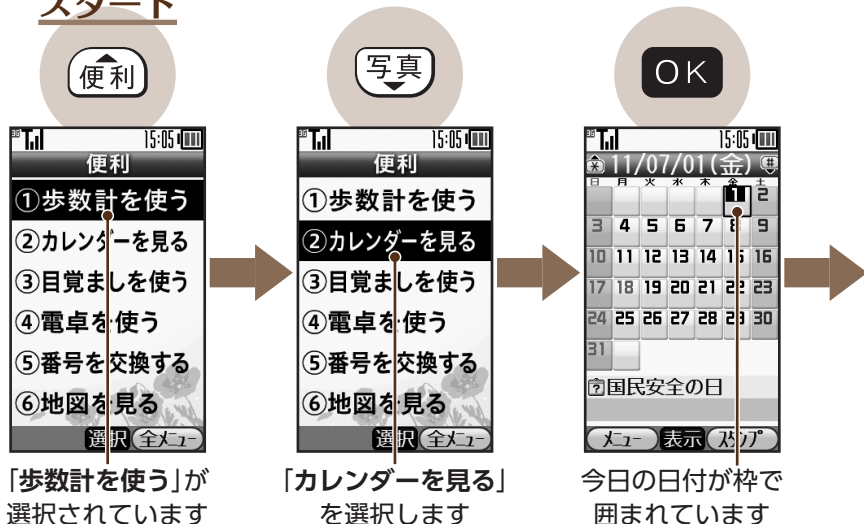 スタート
便利
写真
OK
3G 15:05
便利
①歩数計を使う
②カレンダーを見る
③目覚ましを使う
④電卓を使う
⑤番号を交換する
⑥地図を見る
選択 全メニュー
「歩数計を使う」が
選択されています
3G 15:05
便利
①歩数計を使う
②カレンダーを見る
③目覚ましを使う
④電卓を使う
⑤番号を交換する
⑥地図を見る
選択 全メニュー
「カレンダーを見る」
を選択します
3G 15:05
* 11/07/01(金) #
日 月 火 水 木 金 土
1 2
3 4 5 6 7 8 9
10 11 12 13 14 15 16
17 18 19 20 21 22 23
24 25 26 27 28 29 30
31
?国民安全の日
メニュー 表示 スタンプ
今日の日付が枠で
囲まれています